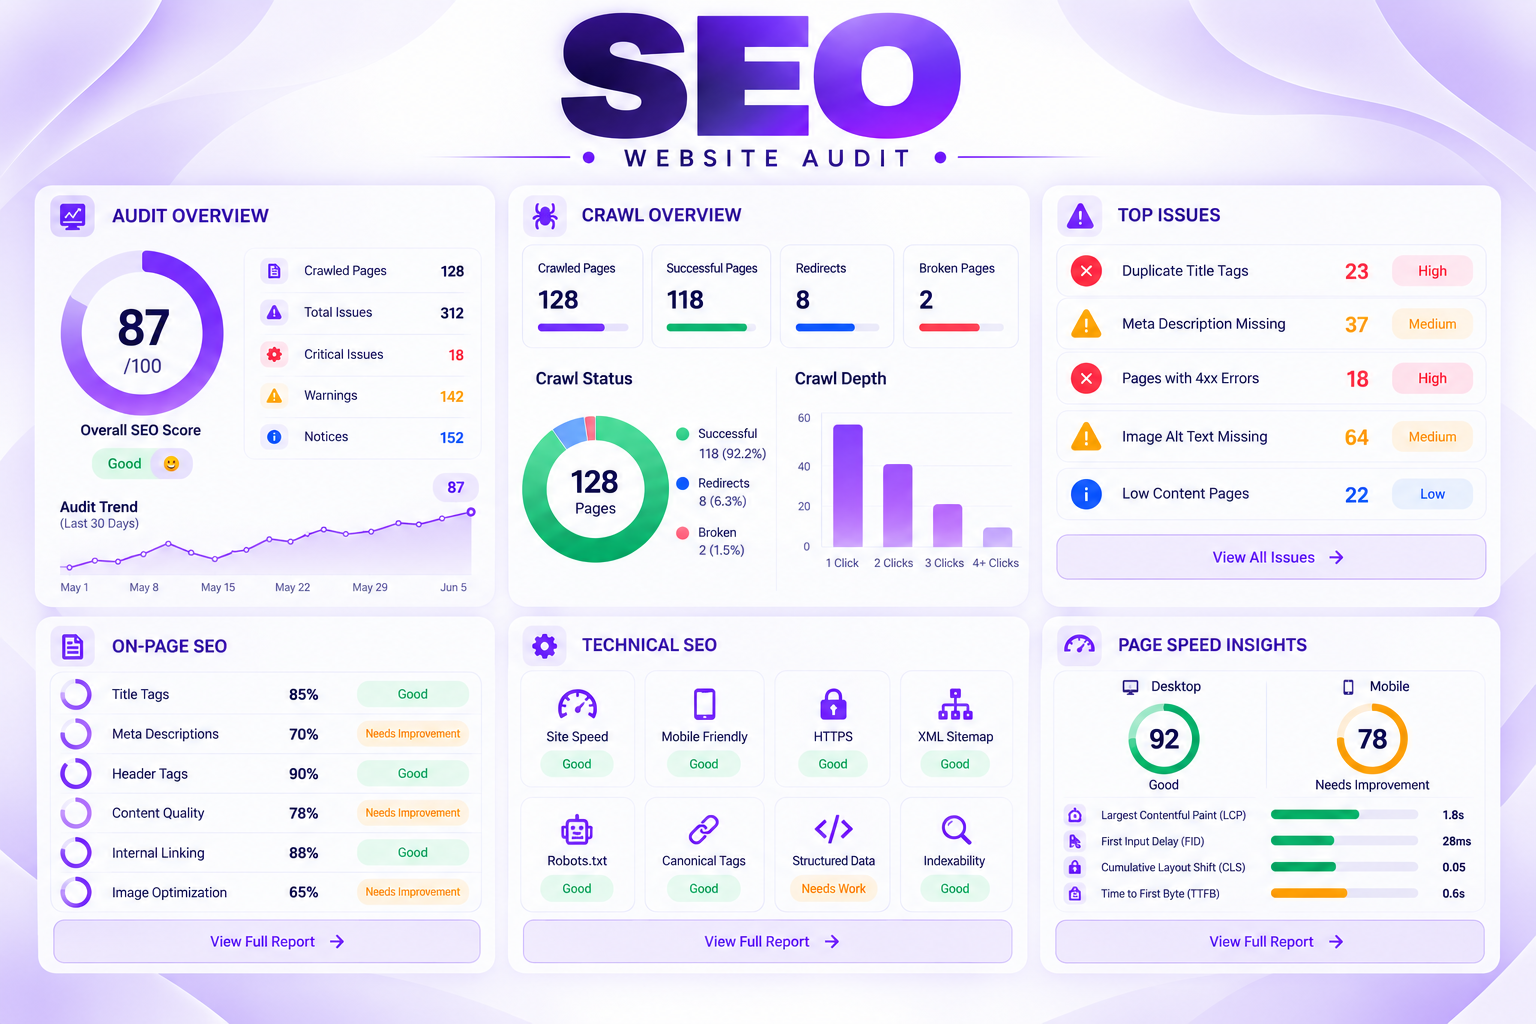 SEO
WEBSITE AUDIT
AUDIT OVERVIEW
87
/100
Overall SEO Score
Good
Crawled Pages 128
Total Issues 312
Critical Issues 18
Warnings 142
Notices 152
Audit Trend
(Last 30 Days)
87
May 1 May 8 May 15 May 22 May 29 Jun 5
CRAWL OVERVIEW
Crawled Pages
128
Successful Pages
118
Redirects
8
Broken Pages
2
Crawl Status
128
Pages
Successful
118 (92.2%)
Redirects
8 (6.3%)
Broken
2 (1.5%)
Crawl Depth
60
40
20
0
1 Click 2 Clicks 3 Clicks 4+ Clicks
TOP ISSUES
Duplicate Title Tags 23 High
Meta Description Missing 37 Medium
Pages with 4xx Errors 18 High
Image Alt Text Missing 64 Medium
Low Content Pages 22 Low
View All Issues →
ON-PAGE SEO
Title Tags 85% Good
Meta Descriptions 70% Needs Improvement
Header Tags 90% Good
Content Quality 78% Needs Improvement
Internal Linking 88% Good
Image Optimization 65% Needs Improvement
View Full Report →
TECHNICAL SEO
Site Speed
Good
Mobile Friendly
Good
HTTPS
Good
XML Sitemap
Good
Robots.txt
Good
Canonical Tags
Good
Structured Data
Needs Work
Indexability
Good
View Full Report →
PAGE SPEED INSIGHTS
Desktop
92
Good
Mobile
78
Needs Improvement
Largest Contentful Paint (LCP) 1.8s
First Input Delay (FID) 28ms
Cumulative Layout Shift (CLS) 0.05
Time to First Byte (TTFB) 0.6s
View Full Report →